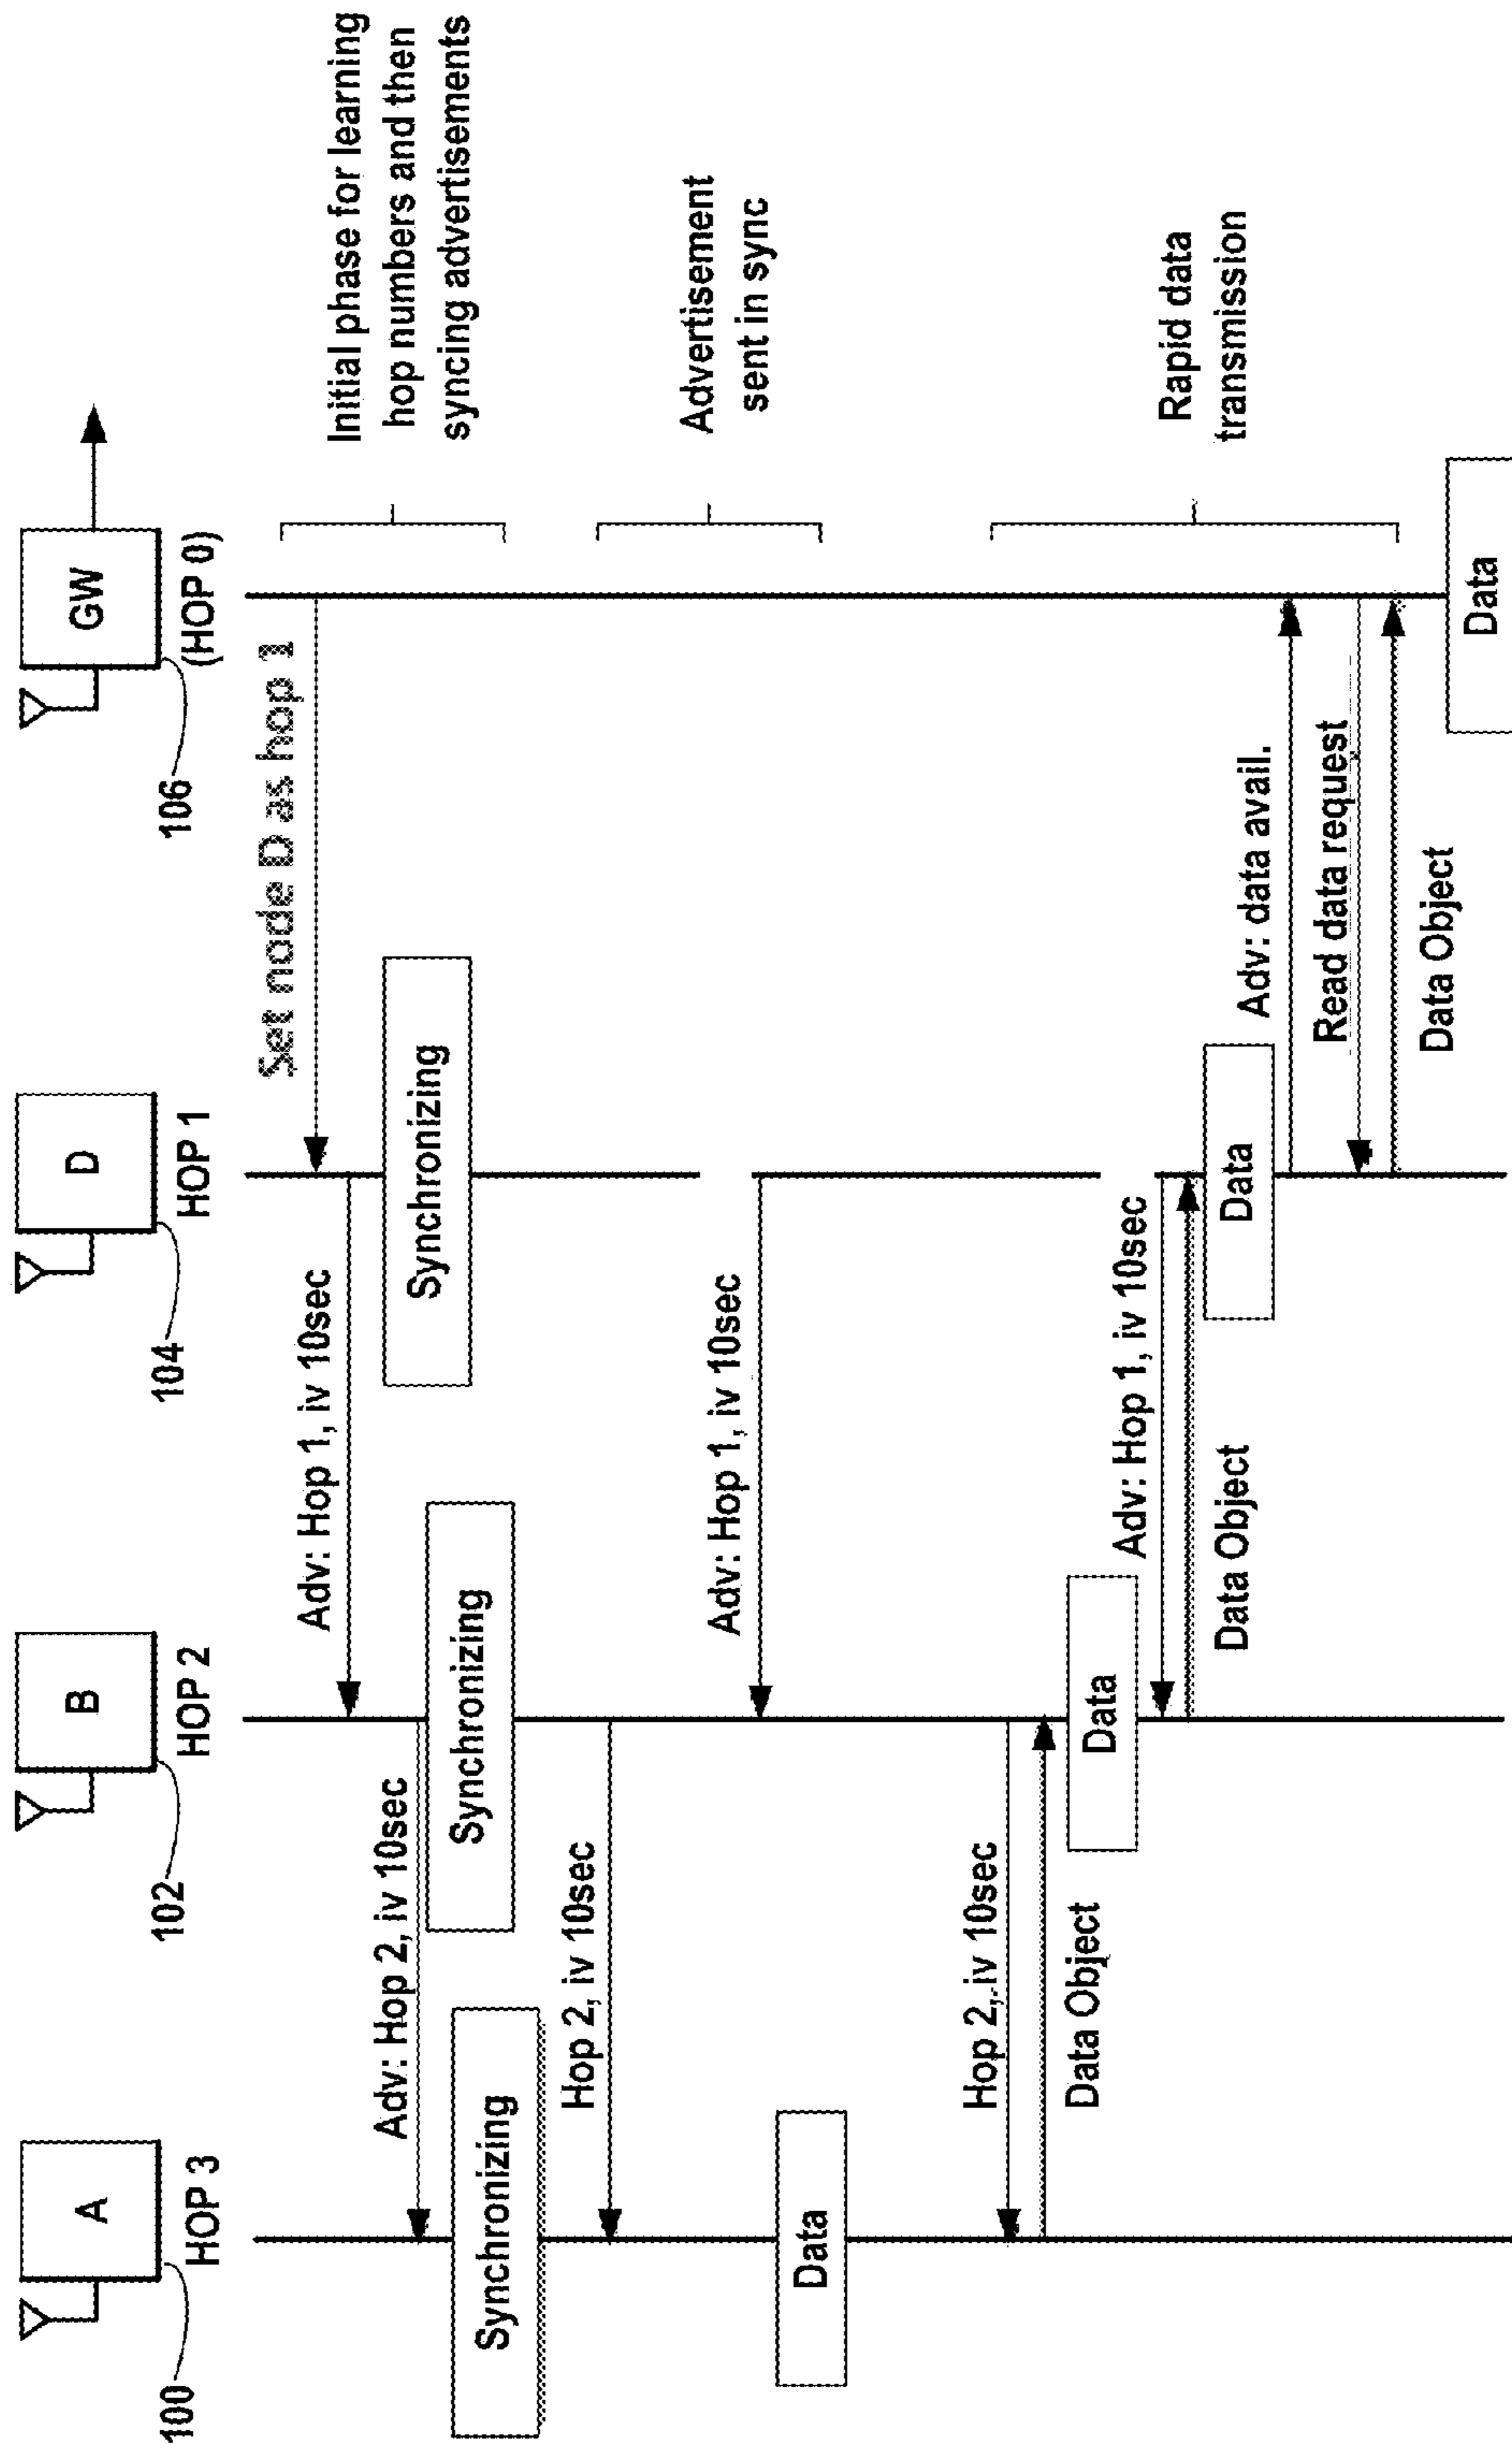 A
HOP 3
100
B
HOP 2
102
D
HOP 1
104
GW
(HOP 0)
106
Set node D as hop 1
Initial phase for learning
hop numbers and then
syncing advertisements
Adv: Hop 1, iv 10sec
Synchronizing
Adv: Hop 2, iv 10sec
Synchronizing
Synchronizing
Hop 2, iv 10sec
Advertisement
sent in sync
Adv: Hop 1, iv 10sec
Data
Hop 2, iv 10sec
Data Object
Data
Adv: Hop 1, iv 10sec
Data Object
Data
Adv: data avail.
Read data request
Data Object
Rapid data
transmission
Data